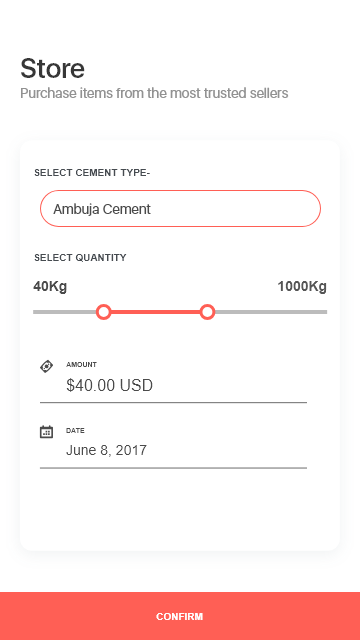 Store
Purchase items from the most trusted sellers
SELECT CEMENT TYPE-
Ambuja Cement
SELECT QUANTITY
40Kg 1000Kg
AMOUNT
$40.00 USD
DATE
June 8, 2017
CONFIRM